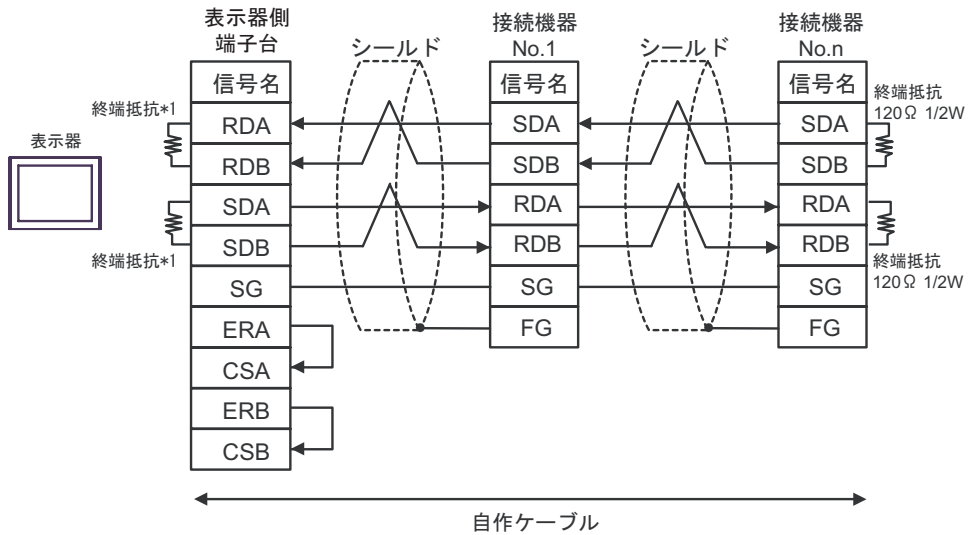 表示器側
端子台
接続機器
No.1
接続機器
No.n
シールド
シールド
信号名
信号名
信号名
終端抵抗*1
終端抵抗
120Ω 1/2W
表示器
RDA
SDA
SDA
RDB
SDB
SDB
SDA
RDA
RDA
SDB
RDB
RDB
終端抵抗*1
終端抵抗
120Ω 1/2W
SG
SG
SG
ERA
FG
FG
CSA
ERB
CSB
自作ケーブル